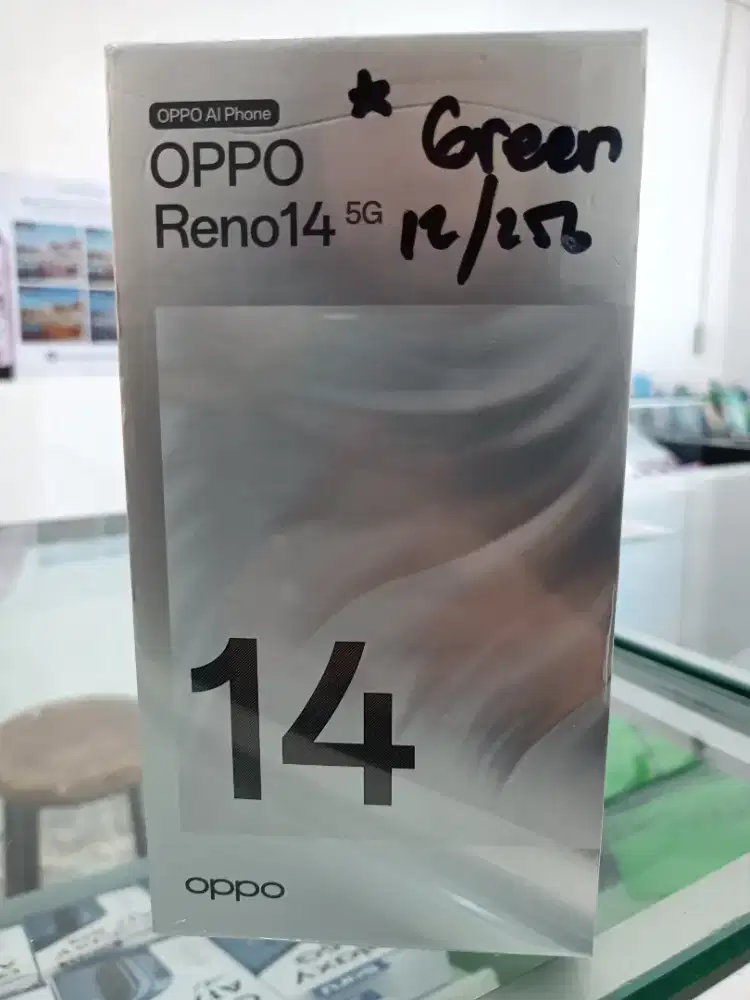 OPPO AI Phone
OPPO
Reno14 5G
★ Green
12/256
14
oppo